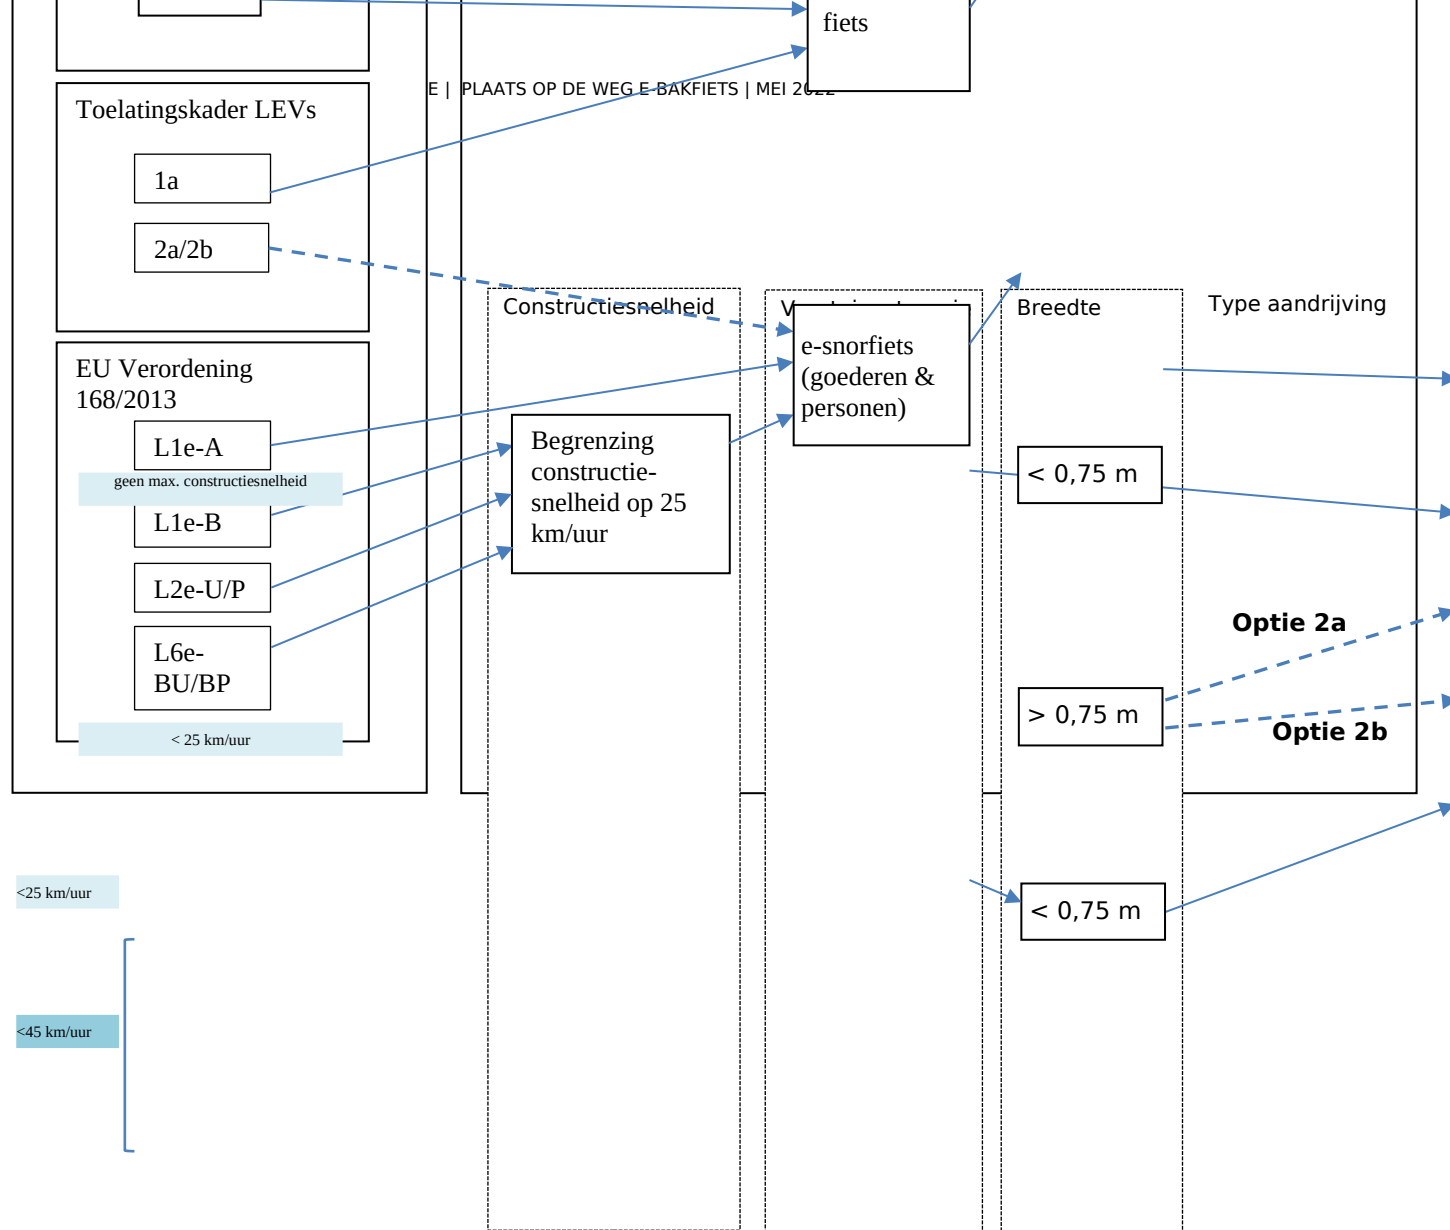 fiets
E | PLAATS OP DE WEG E-BAKFIETS | MEI 2022
Toelatingskader LEVs
1a
2a/2b
Constructiesnelheid
Breedte
Type aandrijving
e-snorfiets
(goederen &
personen)
EU Verordening
168/2013
L1e-A
geen max. constructiesnelheid
L1e-B
L2e-U/P
L6e-
BU/BP
< 25 km/uur
Begrenzing
constructie-
snelheid op 25
km/uur
< 0,75 m
Optie 2a
> 0,75 m
Optie 2b
<25 km/uur
< 0,75 m
<45 km/uur